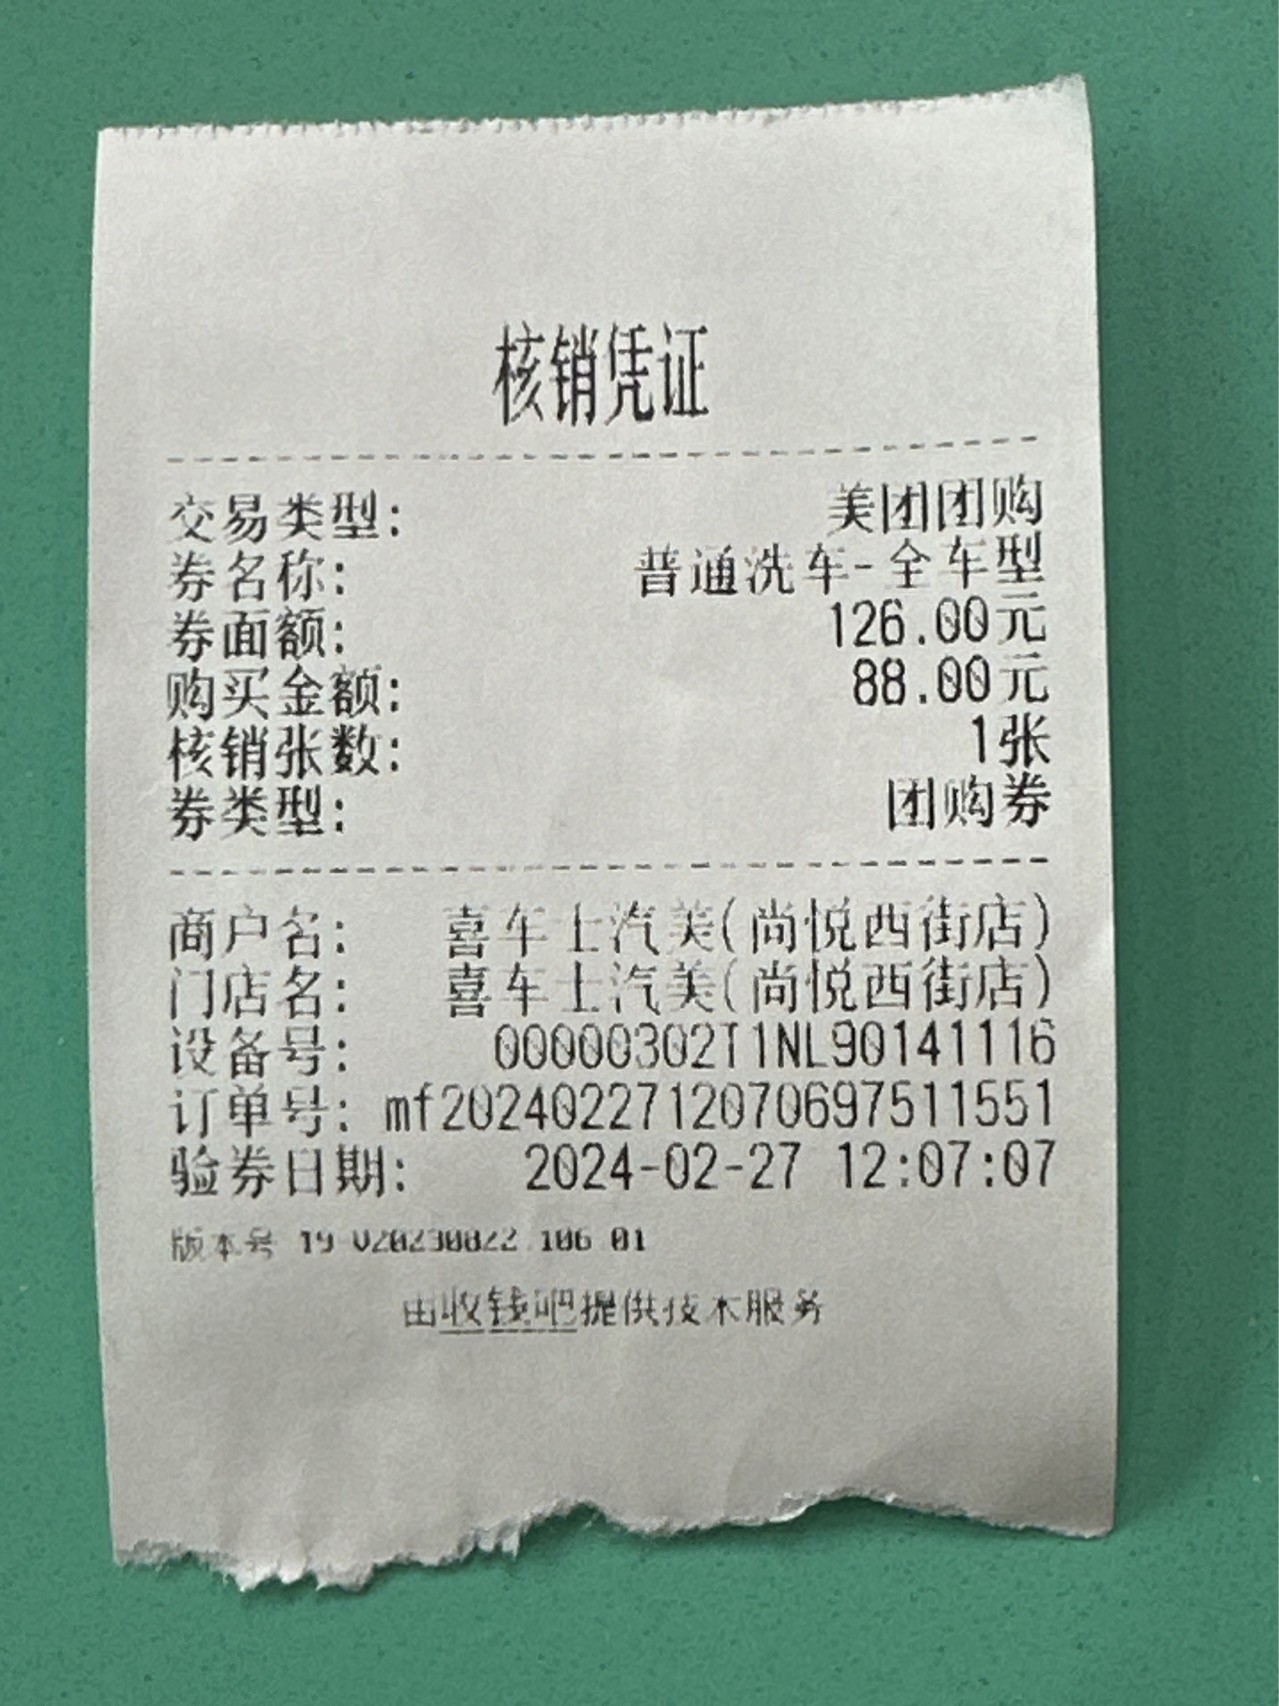 核销凭证
交易类型: 美团团购
券名称: 普通洗车-全车型
券面额: 126.00元
购买金额: 88.00元
核销张数: 1张
券类型: 团购券
商户名: 喜车士汽美(尚悦西街店)
门店名: 喜车士汽美(尚悦西街店)
设备号: 00000302T1NL90141116
订单号: mf2024022712070697511551
验券日期: 2024-02-27 12:07:07
版本号 19 V20230822 106 01
由收钱吧提供技术服务